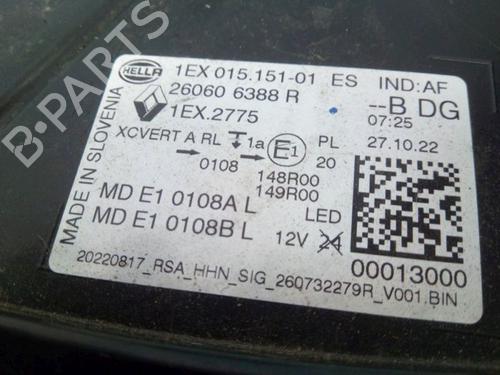 HELLA 1EX 015.151-01 ES IND:AF
260606388 R --B DG
1EX.2775 07:25
XCVERT A RL 1a E1 PL 27.10.22
0108 20
148R00
149R00
MD E1 0108A L LED
MD E1 0108B L 12V 24
00013000
20220817_RSA_HHN_SIG_260732279R_V001.BIN
MADE IN SLOVENIA
B-PARTS